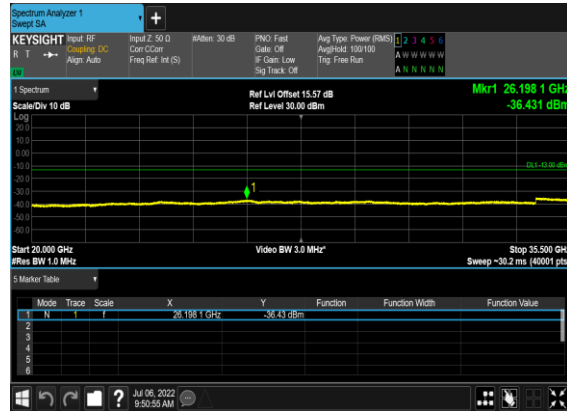 Spectrum Analyzer 1
Swept SA
+
KEYSIGHT Input: RF Input Z: 50 Ω #Atten: 30 dB PNO: Fast Avg Type: Power (RMS) 1 2 3 4 5 6
R T Coupling: DC Corr CCorr Gate: Off Avg|Hold: 100/100 A W W W W W
Align: Auto Freq Ref: Int (S) IF Gain: Low Trig: Free Run
Sig Track: Off A N N N N N
LXI
1 Spectrum Ref Lvl Offset 15.57 dB Mkr1 26.198 1 GHz
Scale/Div 10 dB Ref Level 30.00 dBm -36.431 dBm
Log
20.0
10.0
0.00
-10.0
DL1 -13.00 dBm
-20.0
-30.0
1
-40.0
-50.0
-60.0
Start 20.000 GHz Video BW 3.0 MHz* Stop 35.500 GHz
#Res BW 1.0 MHz Sweep ~30.2 ms (40001 pts)
5 Marker Table
Mode Trace Scale X Y Function Function Width Function Value
1 N 1 f 26.198 1 GHz -36.43 dBm
2
3
4
5
6
? Jul 06, 2022
9:50:55 AM